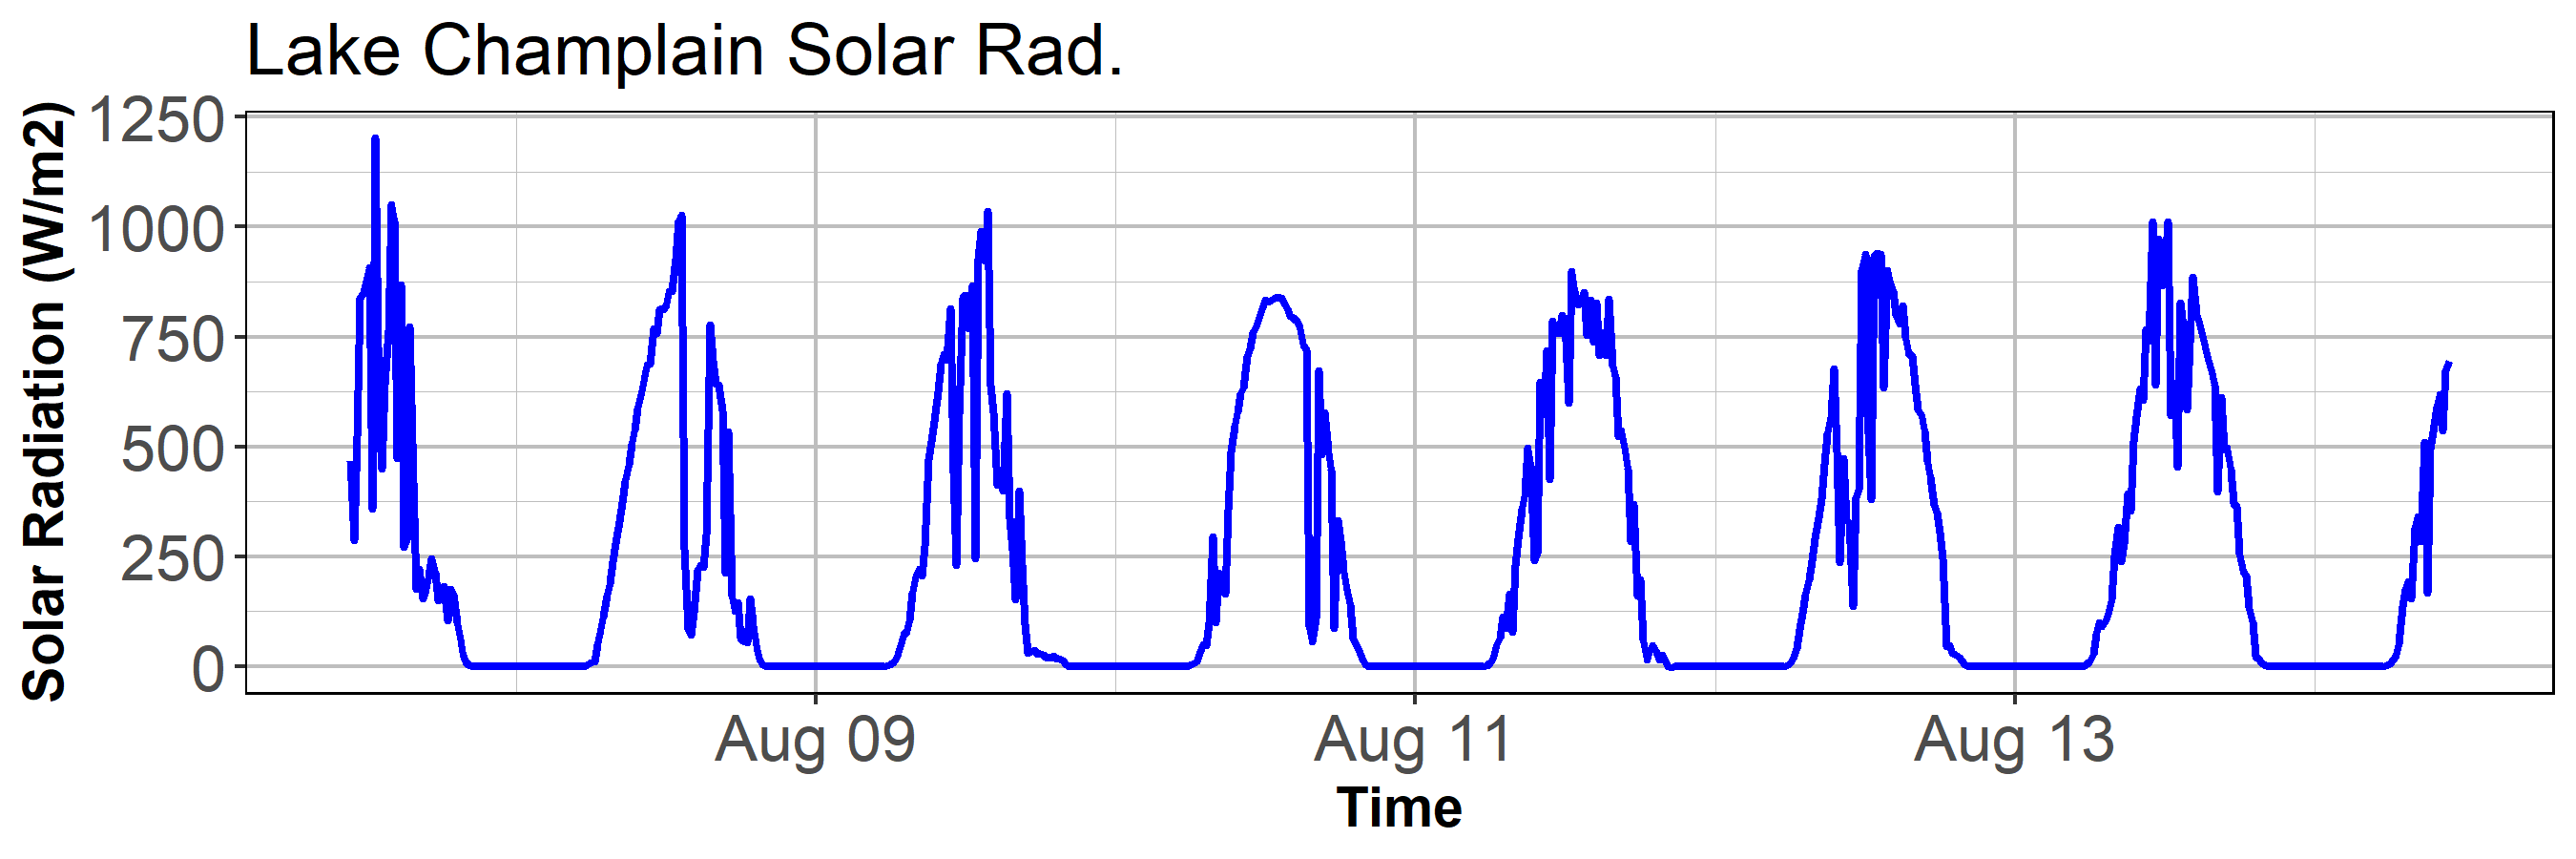 Lake Champlain Solar Rad.
Solar Radiation (W/m2)
1250
1000
750
500
250
0
Aug 09 Aug 11 Aug 13
Time